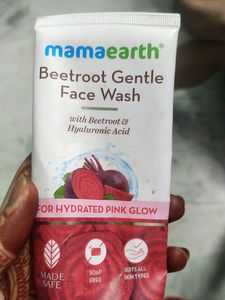 mamaearth®
Beetroot Gentle
Face Wash
with Beetroot &
Hyaluronic Acid
FOR HYDRATED PINK GLOW
MADE
SAFE
SOAP
FREE
SUITS ALL
SKIN TYPES